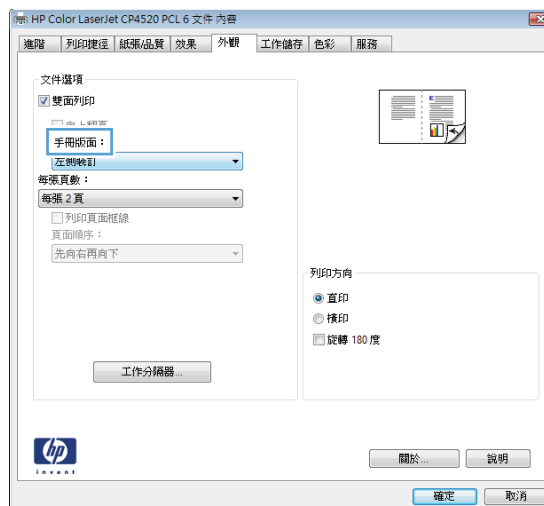 HP Color LaserJet CP4520 PCL 6 文件 內容
進階 列印捷徑 紙張/品質 效果 外觀 工作儲存 色彩 服務
文件選項
雙面列印
向上翻頁
手冊版面：
左側裝訂
每張頁數：
每張 2 頁
列印頁面框線
頁面順序：
先向右再向下
列印方向
直印
橫印
旋轉 180 度
工作分隔器...
hp
invent
關於...
說明
確定
取消